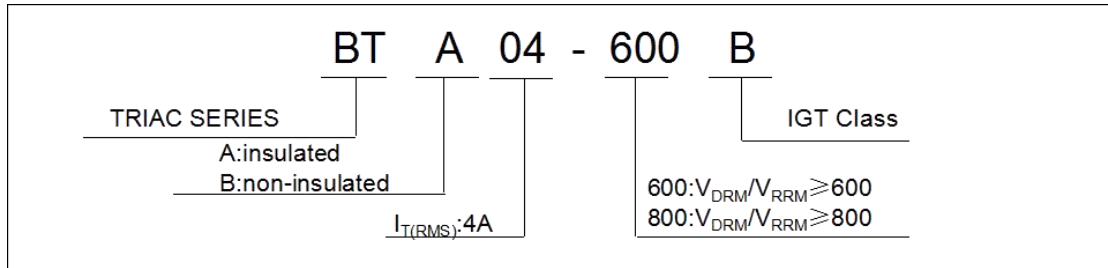 BT A 04 - 600 B
TRIAC SERIES
IGT Class
A:insulated
B:non-insulated
600:VDRM/VRRM⩾600
800:VDRM/VRRM⩾800
IT(RMS):4A